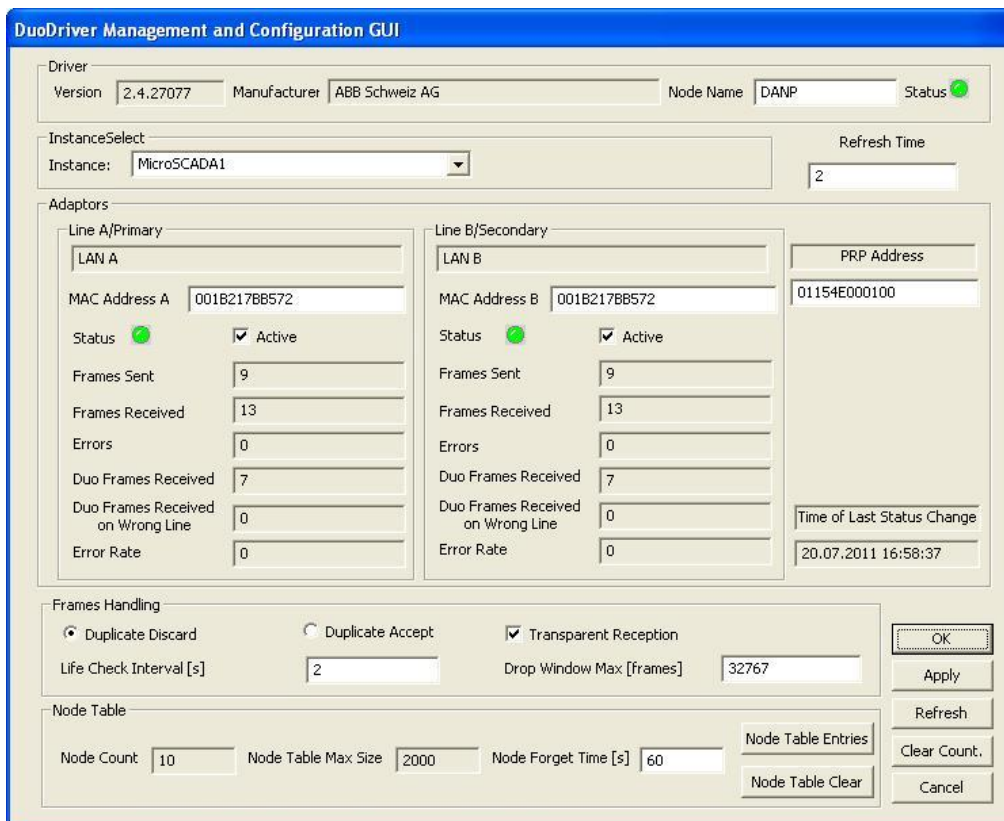 DuoDriver Management and Configuration GUI
Driver
Version 2.4.27077 Manufacturer ABB Schweiz AG Node Name DANP Status
InstanceSelect
Instance: MicroSCADA1
Refresh Time
2
Adaptors
Line A/Primary
LAN A
MAC Address A 001B217BB572
Status Active
Frames Sent 9
Frames Received 13
Errors 0
Duo Frames Received 7
Duo Frames Received
on Wrong Line 0
Error Rate 0
Line B/Secondary
LAN B
MAC Address B 001B217BB572
Status Active
Frames Sent 9
Frames Received 13
Errors 0
Duo Frames Received 7
Duo Frames Received
on Wrong Line 0
Error Rate 0
PRP Address
01154E000100
Time of Last Status Change
20.07.2011 16:58:37
Frames Handling
Duplicate Discard Duplicate Accept Transparent Reception
Life Check Interval [s] 2 Drop Window Max [frames] 32767
Node Table
Node Count 10 Node Table Max Size 2000 Node Forget Time [s] 60
Node Table Entries
Node Table Clear
OK
Apply
Refresh
Clear Count.
Cancel